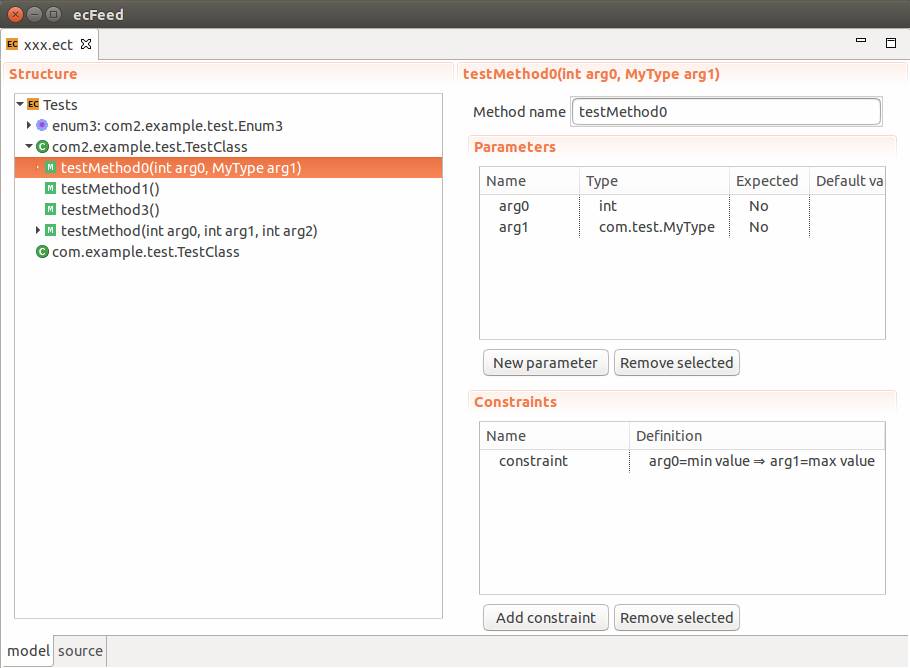 ecFeed
EC xxx.ect
Structure
EC Tests
enum3: com2.example.test.Enum3
C com2.example.test.TestClass
M testMethod0(int arg0, MyType arg1)
M testMethod1()
M testMethod3()
M testMethod(int arg0, int arg1, int arg2)
C com.example.test.TestClass
testMethod0(int arg0, MyType arg1)
Method name testMethod0
Parameters
Name Type Expected Default va
arg0 int No
arg1 com.test.MyType No
New parameter Remove selected
Constraints
Name Definition
constraint arg0=min value ⇒ arg1=max value
Add constraint Remove selected
model source